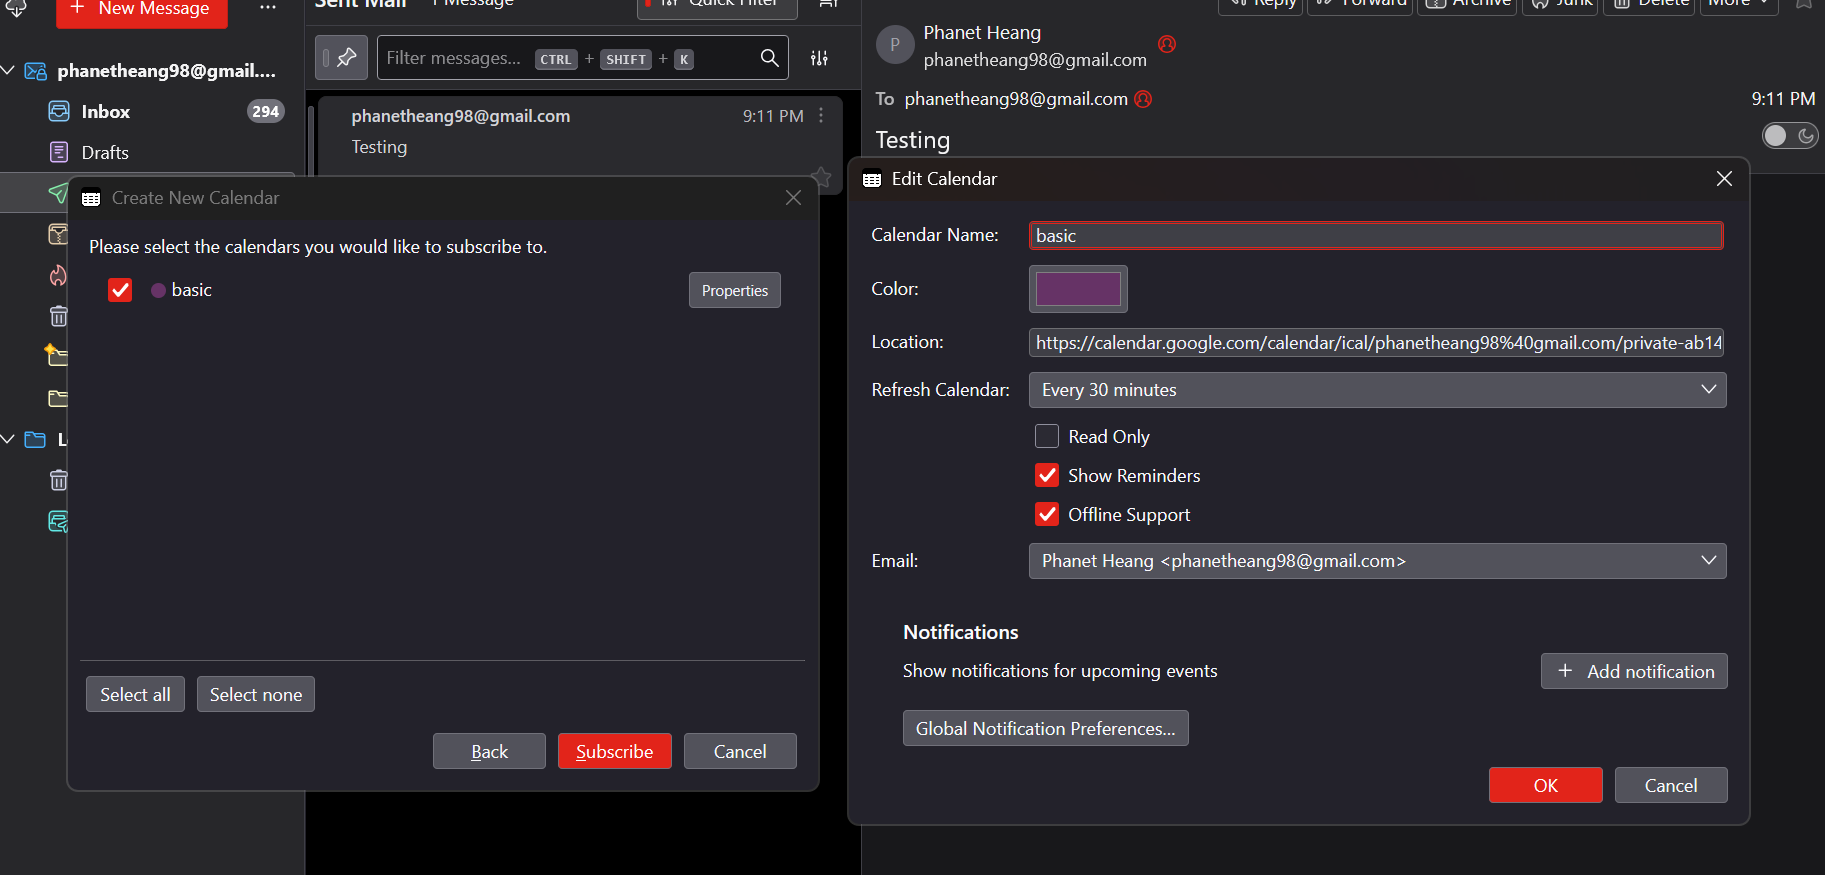 New Message
phanetheang98@gmail....
Inbox 294
Drafts
Sent Mail 1 Message
Quick Filter
Filter messages... CTRL + SHIFT + K
phanetheang98@gmail.com 9:11 PM
Testing
Reply Forward Archive Junk Delete More
P
Phanet Heang
phanetheang98@gmail.com
To phanetheang98@gmail.com 9:11 PM
Testing
Create New Calendar
Please select the calendars you would like to subscribe to.
basic Properties
Select all Select none
Back Subscribe Cancel
Edit Calendar
Calendar Name: basic
Color:
Location: https://calendar.google.com/calendar/ical/phanetheang98%40gmail.com/private-ab14
Refresh Calendar: Every 30 minutes
Read Only
Show Reminders
Offline Support
Email: Phanet Heang <phanetheang98@gmail.com>
Notifications
Show notifications for upcoming events + Add notification
Global Notification Preferences...
OK Cancel